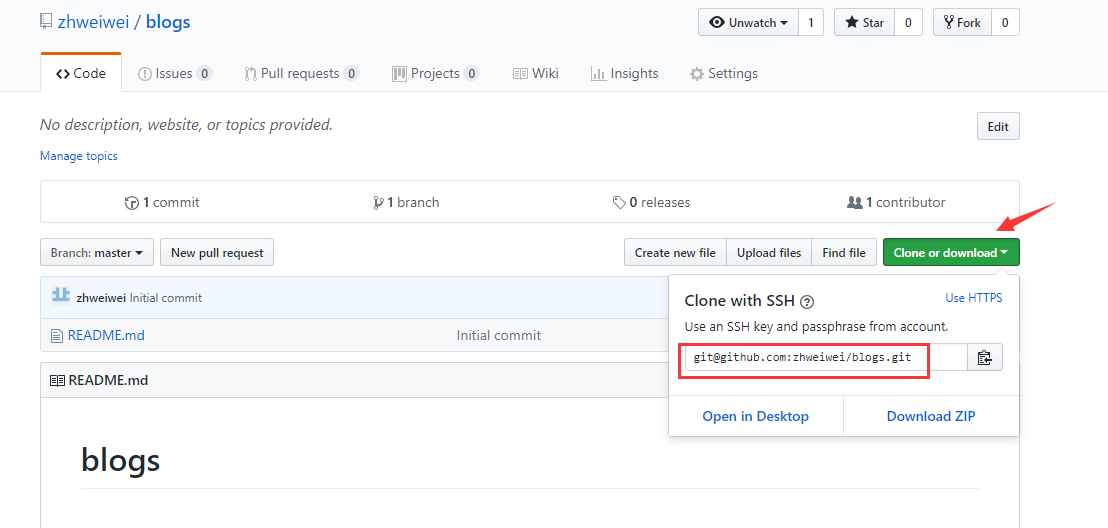 zhweiwei / blogs
Unwatch 1 Star 0 Fork 0
Code Issues 0 Pull requests 0 Projects 0 Wiki Insights Settings
No description, website, or topics provided.
Edit
Manage topics
1 commit 1 branch 0 releases 1 contributor
Branch: master New pull request Create new file Upload files Find file Clone or download
zhweiwei Initial commit
README.md Initial commit
Clone with SSH ? Use HTTPS
Use an SSH key and passphrase from account.
git@github.com:zhweiwei/blogs.git
Open in Desktop Download ZIP
README.md
blogs